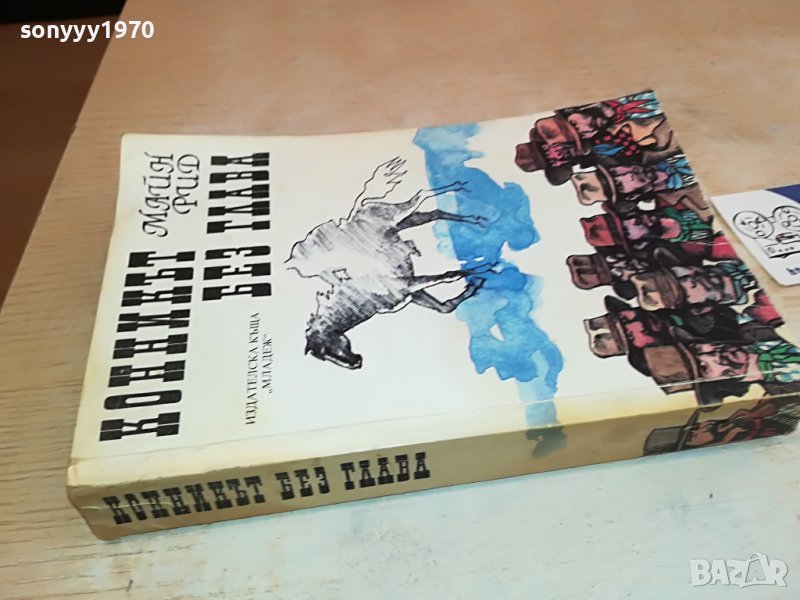 sonyyy1970
МАЙН
РИД
КОННИКЪТ
БЕЗ ГЛАВА
ИЗДАТЕЛСКА КЪЩА
„МЛАДЕЖ“
КОННИКЪТ БЕЗ ГЛАВА
BAZAR